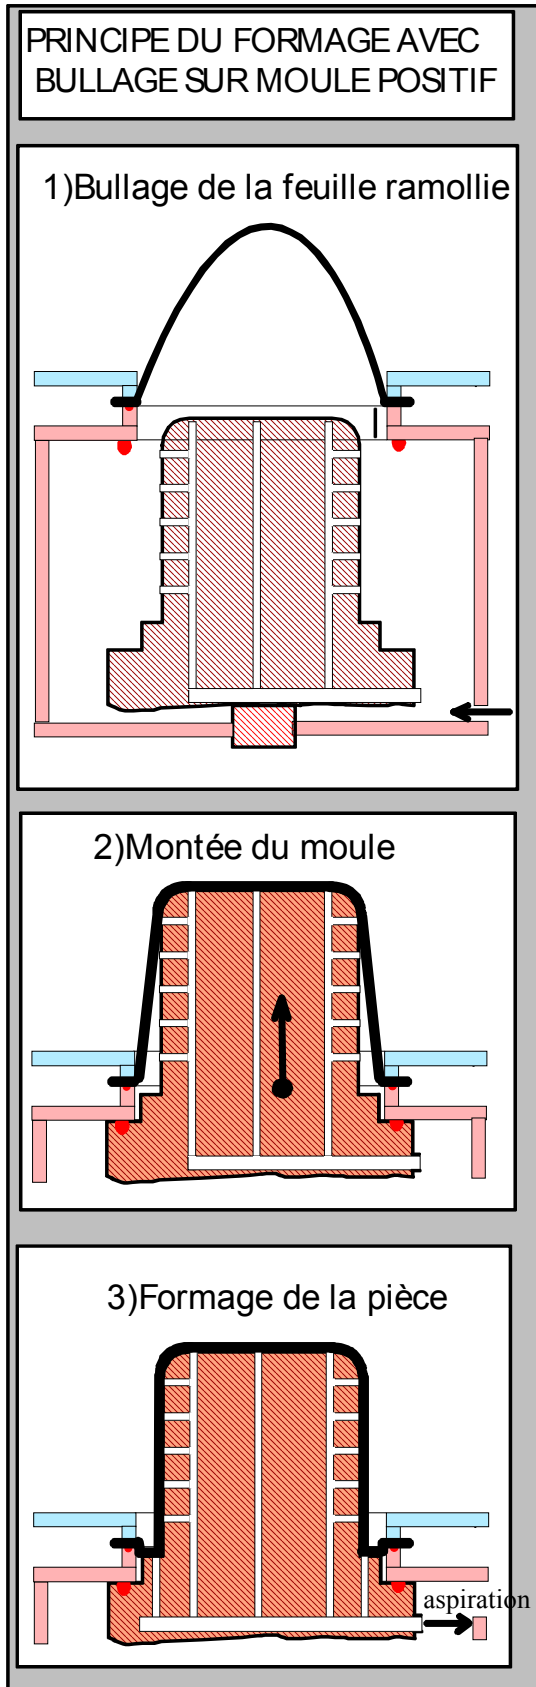 PRINCIPE DU FORMAGE AVEC
BULLAGE SUR MOULE POSITIF
1)Bullage de la feuille ramollie
2)Montée du moule
3)Formage de la pièce
aspiration